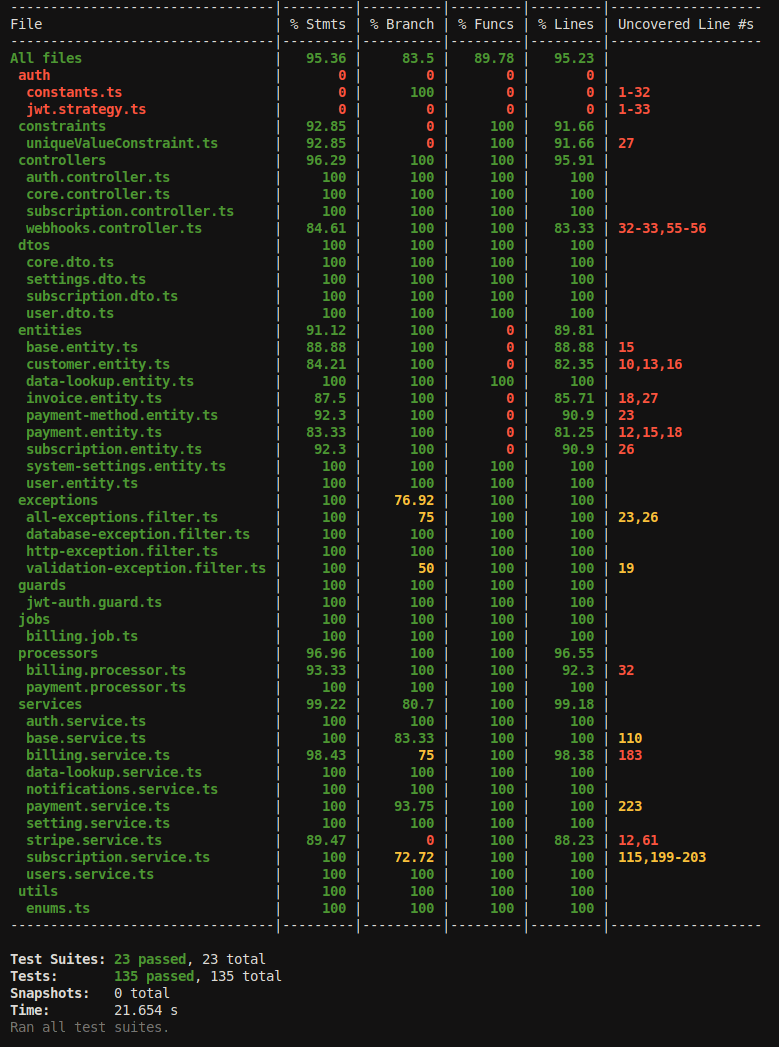 ---------------------------------|---------|----------|---------|---------|-------------------
File                             | % Stmts | % Branch | % Funcs | % Lines | Uncovered Line #s
---------------------------------|---------|----------|---------|---------|-------------------
All files                        |   95.36 |     83.5 |   89.78 |   95.23 |
 auth                            |       0 |        0 |       0 |       0 |
  constants.ts                   |       0 |      100 |       0 |       0 | 1-32
  jwt.strategy.ts                |       0 |        0 |       0 |       0 | 1-33
 constraints                     |   92.85 |        0 |     100 |   91.66 |
  uniqueValueConstraint.ts       |   92.85 |        0 |     100 |   91.66 | 27
 controllers                     |   96.29 |      100 |     100 |   95.91 |
  auth.controller.ts             |     100 |      100 |     100 |     100 |
  core.controller.ts             |     100 |      100 |     100 |     100 |
  subscription.controller.ts     |     100 |      100 |     100 |     100 |
  webhooks.controller.ts         |   84.61 |      100 |     100 |   83.33 | 32-33,55-56
 dtos                            |     100 |      100 |     100 |     100 |
  core.dto.ts                    |     100 |      100 |     100 |     100 |
  settings.dto.ts                |     100 |      100 |     100 |     100 |
  subscription.dto.ts            |     100 |      100 |     100 |     100 |
  user.dto.ts                    |     100 |      100 |     100 |     100 |
 entities                        |   91.12 |      100 |       0 |   89.81 |
  base.entity.ts                 |   88.88 |      100 |       0 |   88.88 | 15
  customer.entity.ts             |   84.21 |      100 |       0 |   82.35 | 10,13,16
  data-lookup.entity.ts          |     100 |      100 |     100 |     100 |
  invoice.entity.ts              |    87.5 |      100 |       0 |   85.71 | 18,27
  payment-method.entity.ts       |    92.3 |      100 |       0 |    90.9 | 23
  payment.entity.ts              |   83.33 |      100 |       0 |   81.25 | 12,15,18
  subscription.entity.ts         |    92.3 |      100 |       0 |    90.9 | 26
  system-settings.entity.ts      |     100 |      100 |     100 |     100 |
  user.entity.ts                 |     100 |      100 |     100 |     100 |
 exceptions                      |     100 |    76.92 |     100 |     100 |
  all-exceptions.filter.ts       |     100 |       75 |     100 |     100 | 23,26
  database-exception.filter.ts   |     100 |      100 |     100 |     100 |
  http-exception.filter.ts       |     100 |      100 |     100 |     100 |
  validation-exception.filter.ts |     100 |       50 |     100 |     100 | 19
 guards                          |     100 |      100 |     100 |     100 |
  jwt-auth.guard.ts              |     100 |      100 |     100 |     100 |
 jobs                            |     100 |      100 |     100 |     100 |
  billing.job.ts                 |     100 |      100 |     100 |     100 |
 processors                      |   96.96 |      100 |     100 |   96.55 |
  billing.processor.ts           |   93.33 |      100 |     100 |    92.3 | 32
  payment.processor.ts           |     100 |      100 |     100 |     100 |
 services                        |   99.22 |     80.7 |     100 |   99.18 |
  auth.service.ts                |     100 |      100 |     100 |     100 |
  base.service.ts                |     100 |    83.33 |     100 |     100 | 110
  billing.service.ts             |   98.43 |       75 |     100 |   98.38 | 183
  data-lookup.service.ts         |     100 |      100 |     100 |     100 |
  notifications.service.ts       |     100 |      100 |     100 |     100 |
  payment.service.ts             |     100 |    93.75 |     100 |     100 | 223
  setting.service.ts             |     100 |      100 |     100 |     100 |
  stripe.service.ts              |   89.47 |        0 |     100 |   88.23 | 12,61
  subscription.service.ts        |     100 |    72.72 |     100 |     100 | 115,199-203
  users.service.ts               |     100 |      100 |     100 |     100 |
 utils                           |     100 |      100 |     100 |     100 |
  enums.ts                       |     100 |      100 |     100 |     100 |
---------------------------------|---------|----------|---------|---------|-------------------
Test Suites: 23 passed, 23 total
Tests:       135 passed, 135 total
Snapshots:   0 total
Time:        21.654 s
Ran all test suites.